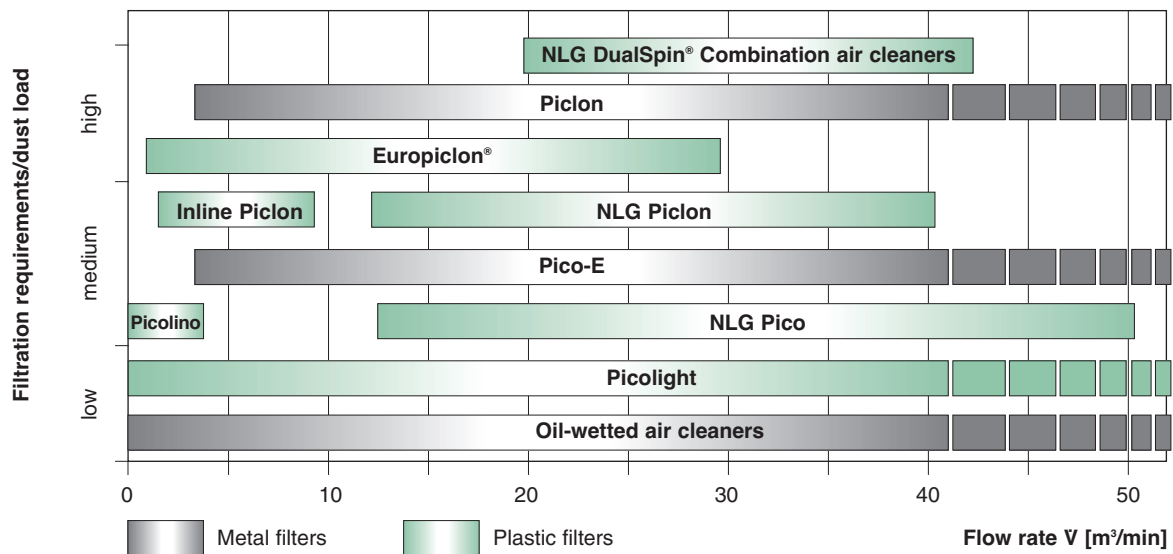 Filtration requirements/dust load
high
medium
low
NLG DualSpin® Combination air cleaners
Piclon
Europiclon®
Inline Piclon
NLG Piclon
Pico-E
Picolino
NLG Pico
Picolight
Oil-wetted air cleaners
0 10 20 30 40 50
Metal filters
Plastic filters
Flow rate V̇ [m³/min]